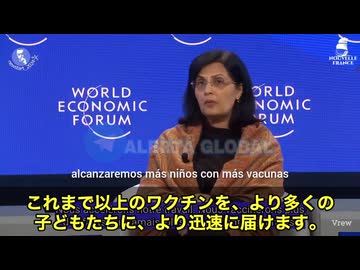 NOUVELLE
FRANCE
WORLD
ECONOMIC
FORUM
WORLD
ECONOMIC
FORUM
ALERTA GLOBAL
alcanzaremos más niños con más vacunas
これまで以上のワクチンを、より多くの
子どもたちに、より迅速に届けます。
Vrew